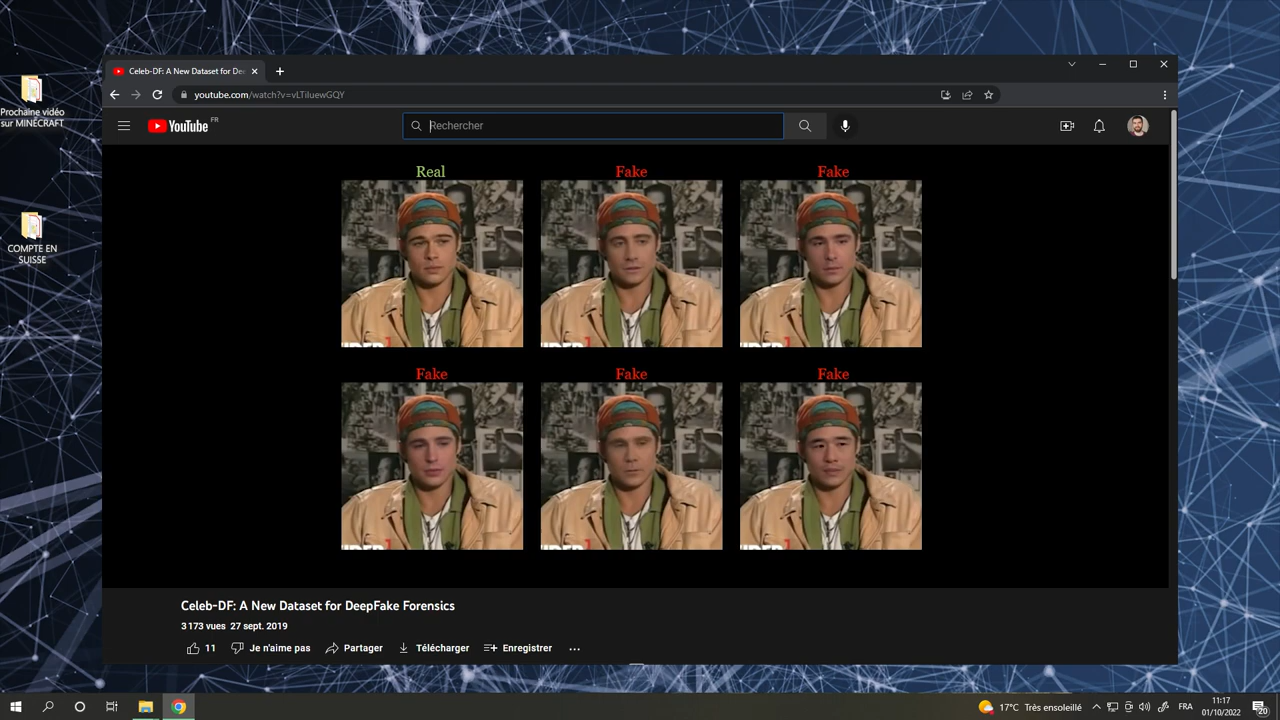 Prochaine vidéo
sur MINECRAFT
COMPTE EN
SUISSE
Celeb-DF: A New Dataset for De
youtube.com/watch?v=vLTiIuewGQY
YouTube FR
Rechercher
Real
Fake
Fake
Fake
Fake
Fake
Celeb-DF: A New Dataset for DeepFake Forensics
3 173 vues 27 sept. 2019
11
Je n'aime pas
Partager
Télécharger
Enregistrer
...
17°C Très ensoleillé
FRA
11:17
01/10/2022
20